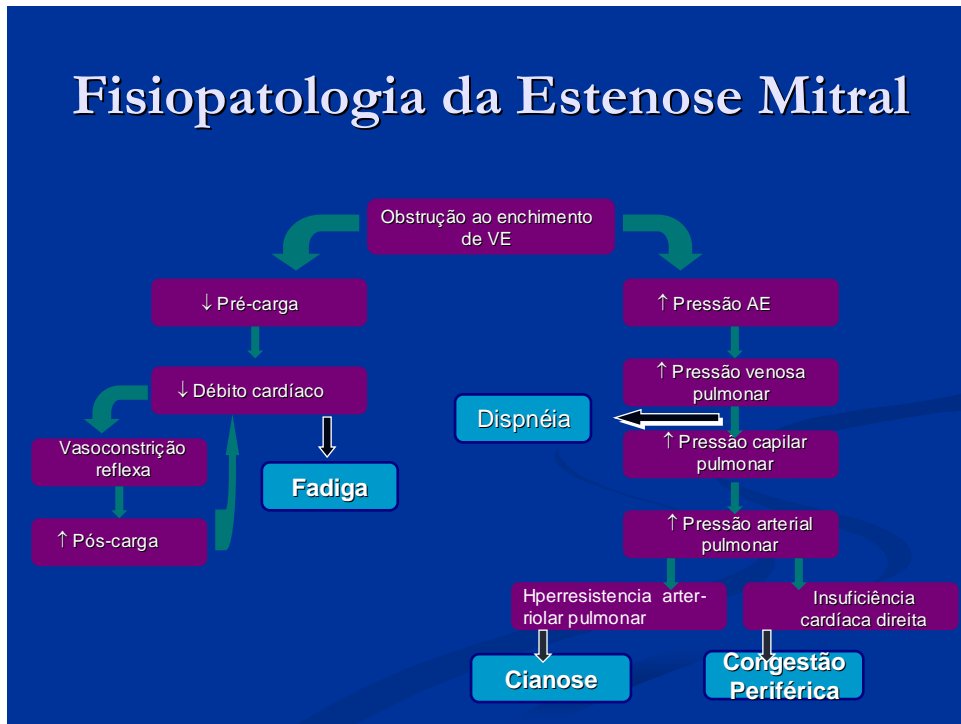 Fisiopatologia da Estenose Mitral
Obstrução ao enchimento
de VE
↓ Pré-carga
↑ Pressão AE
↓ Débito cardíaco
↑ Pressão venosa
pulmonar
Dispnéia
Vasoconstrição
reflexa
↑ Pressão capilar
pulmonar
Fadiga
↑ Pós-carga
↑ Pressão arterial
pulmonar
Hperresistencia arter-
riolar pulmonar
Insuficiência
cardíaca direita
Cianose
Congestão
Periférica